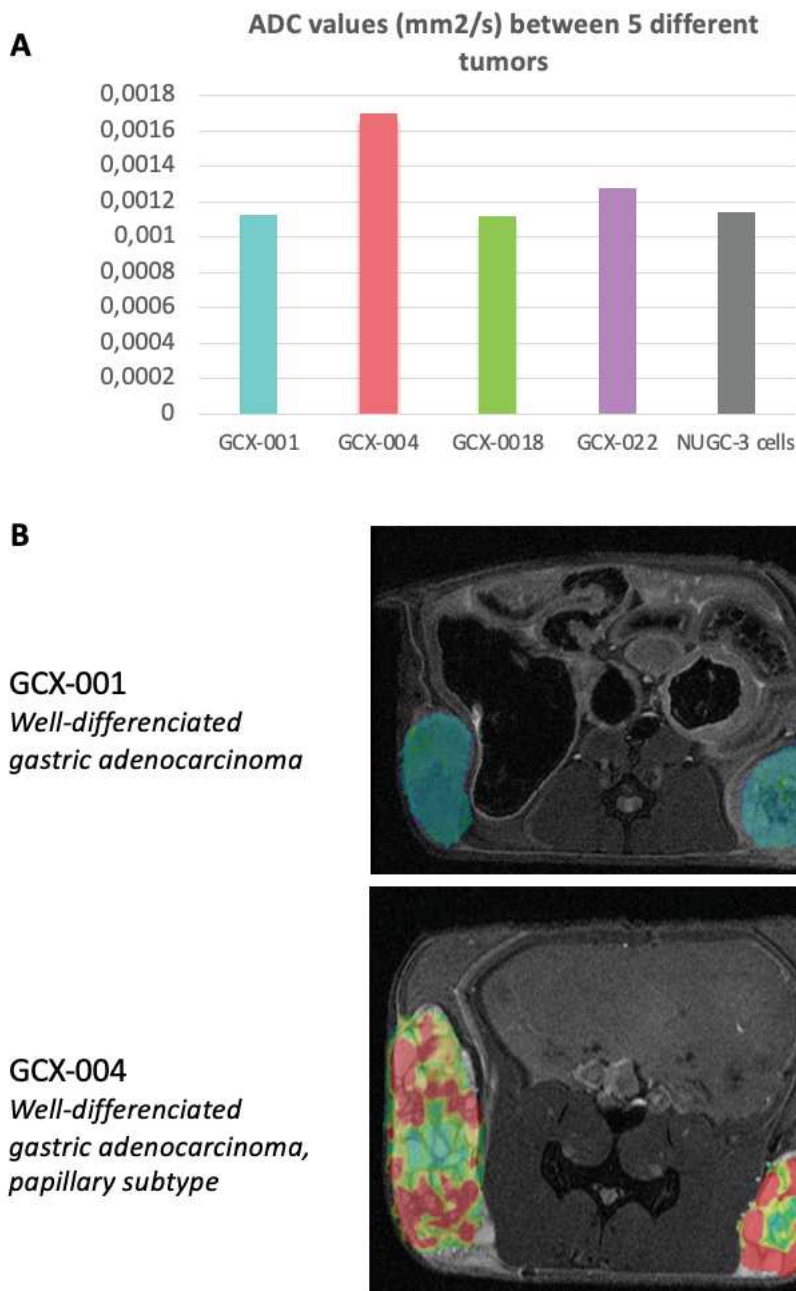 A
ADC values (mm2/s) between 5 different
tumors
0,0018
0,0016
0,0014
0,0012
0,001
0,0008
0,0006
0,0004
0,0002
0
GCX-001 GCX-004 GCX-0018 GCX-022 NUGC-3 cells
B
GCX-001
Well-differenciated
gastric adenocarcinoma
GCX-004
Well-differenciated
gastric adenocarcinoma,
papillary subtype